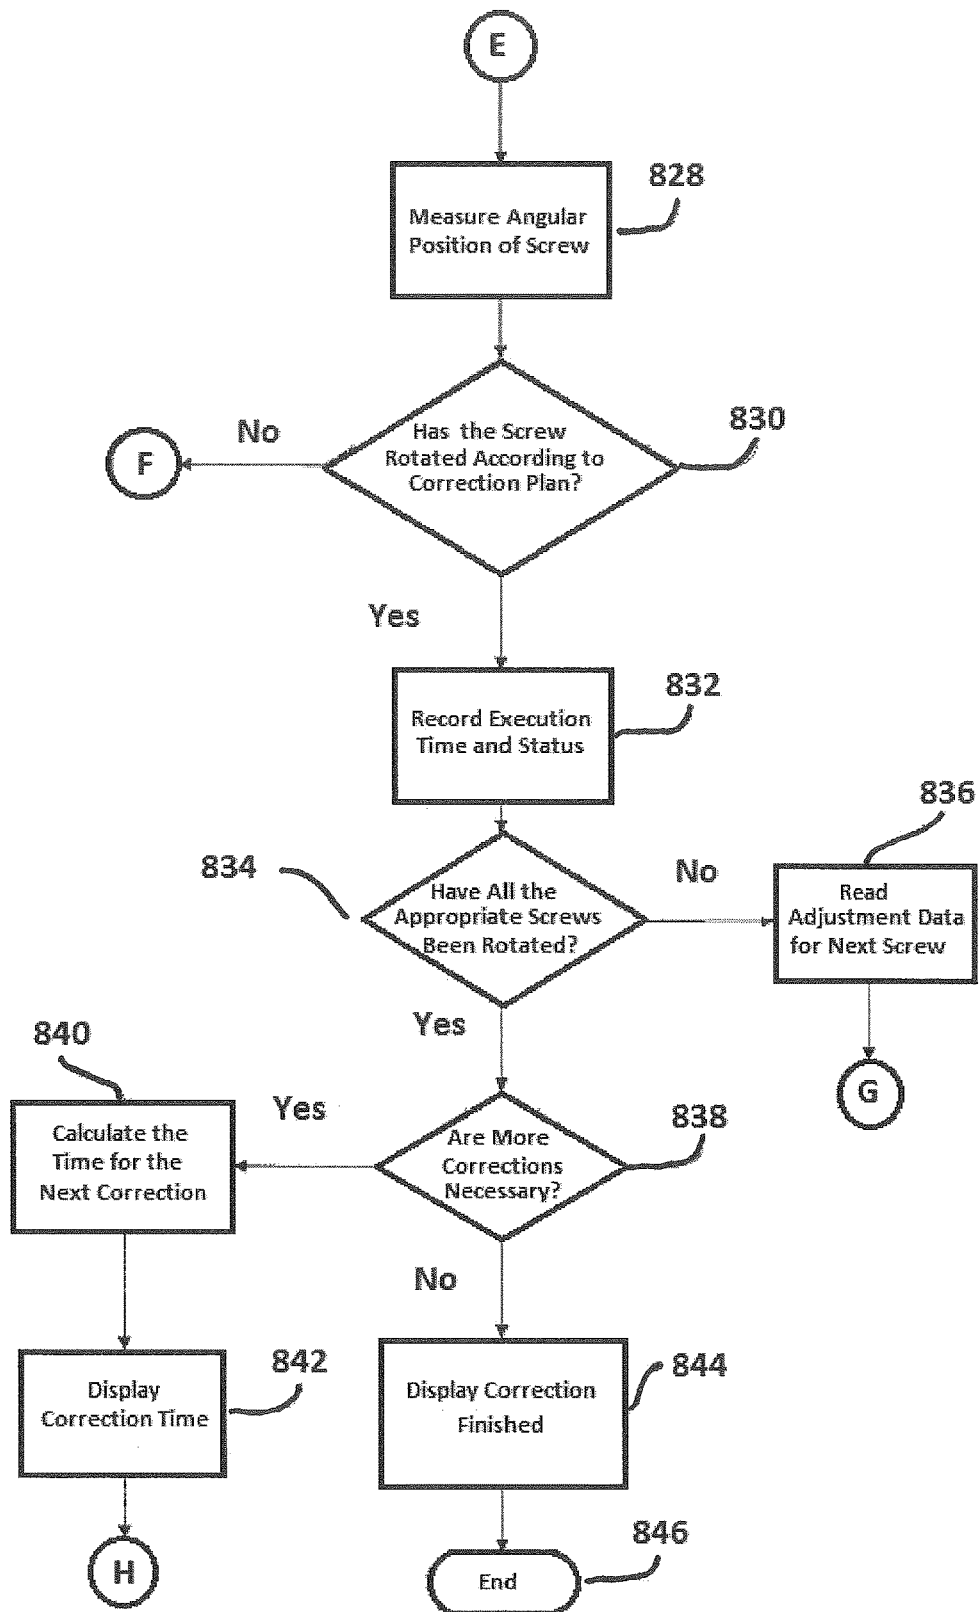 E
828
Measure Angular
Position of Screw
830
No
Has the Screw
Rotated According to
Correction Plan?
F
Yes
832
Record Execution
Time and Status
836
834
No
Have All the
Appropriate Screws
Been Rotated?
Read
Adjustment Data
for Next Screw
Yes
840
G
Yes
838
Calculate the
Time for the
Next Correction
Are More
Corrections
Necessary?
No
842
844
Display
Correction Time
Display Correction
Finished
846
H
End